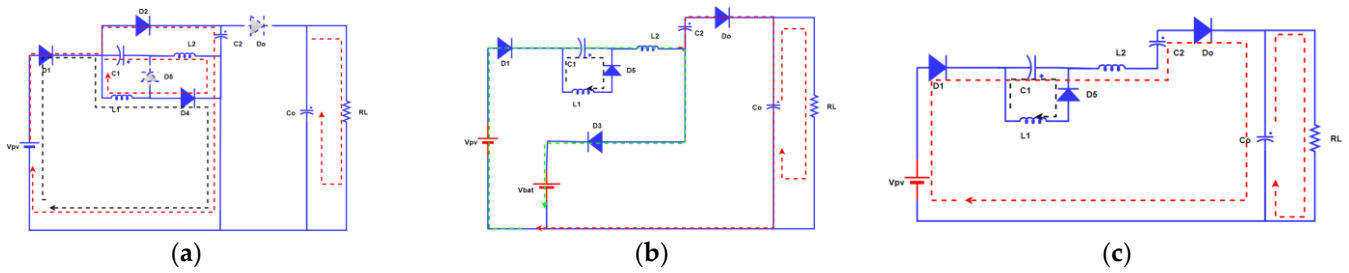 D2
D1
C1
L2
C2
Do
D5
L1
D4
Co
RL
Vpv
(a)
D1
C1
L2
C2
Do
D5
L1
D3
Co
RL
Vpv
Vbat
(b)
D1
C1
L2
C2
Do
D5
L1
Co
RL
Vpv
(c)